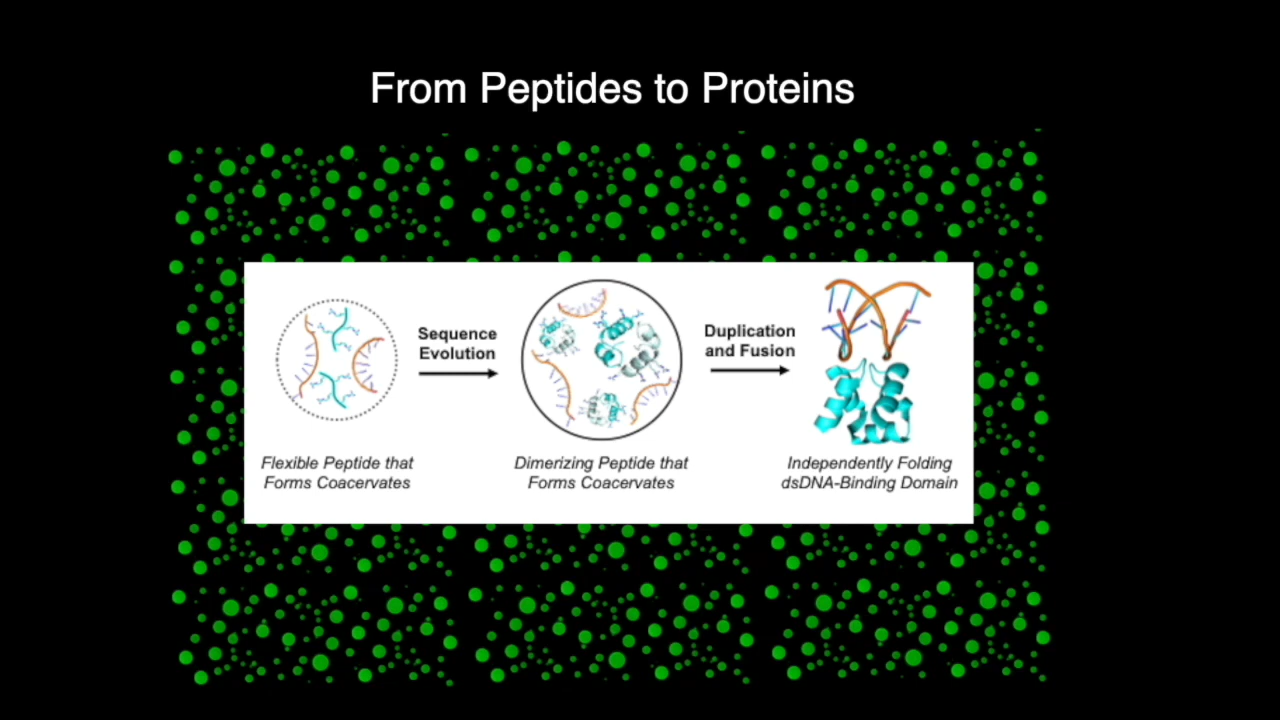 From Peptides to Proteins
Sequence
Evolution
Duplication
and Fusion
Flexible Peptide that
Forms Coacervates
Dimerizing Peptide that
Forms Coacervates
Independently Folding
dsDNA-Binding Domain